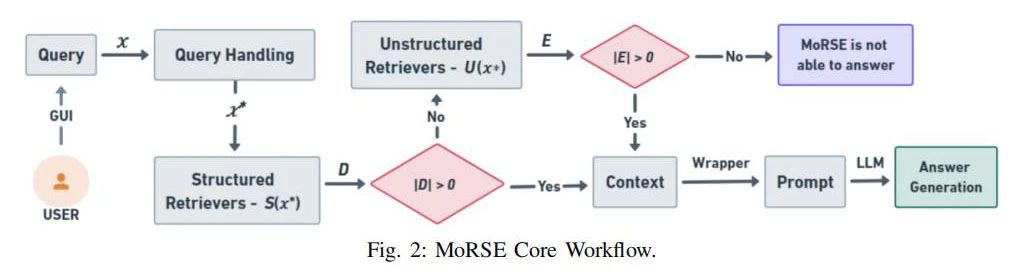 Query
x
Query Handling
GUI
USER
x*
Structured
Retrievers - S(x*)
D
|D| > 0
No
Unstructured
Retrievers - U(x*)
E
|E| > 0
No
MoRSE is not
able to answer
Yes
Yes
Context
Wrapper
Prompt
LLM
Answer
Generation
Fig. 2: MoRSE Core Workflow.